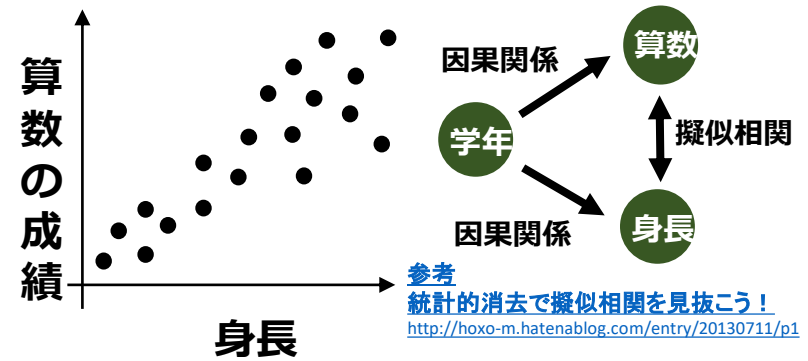 算数の成績
身長
因果関係
算数
学年
擬似相関
因果関係
身長
参考
統計的消去で擬似相関を見抜こう！
http://hoxo-m.hatenablog.com/entry/20130711/p1